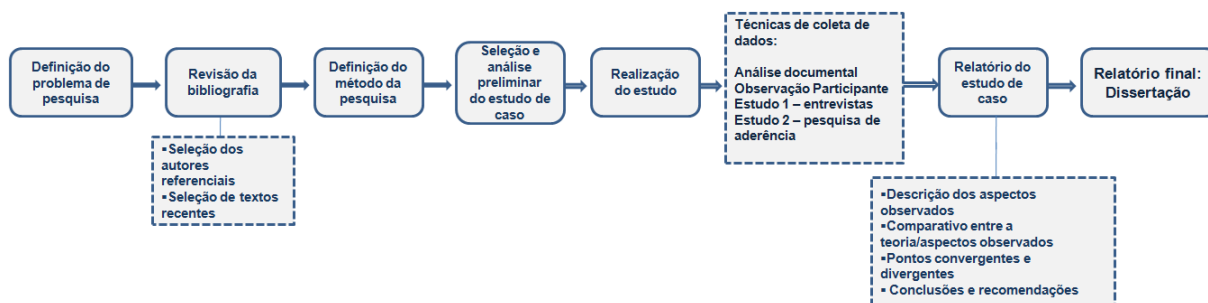 Definição do
problema de
pesquisa
Revisão da
bibliografia
▪Seleção dos
autores
referenciais
▪Seleção de textos
recentes
Definição do
método da
pesquisa
Seleção e
análise
preliminar
do estudo de
caso
Realização
do estudo
Técnicas de coleta de
dados:
Análise documental
Observação Participante
Estudo 1 – entrevistas
Estudo 2 – pesquisa de
aderência
Relatório do
estudo de
caso
▪Descrição dos aspectos
observados
▪Comparativo entre a
teoria/aspectos observados
▪Pontos convergentes e
divergentes
▪ Conclusões e recomendações
Relatório final:
Dissertação